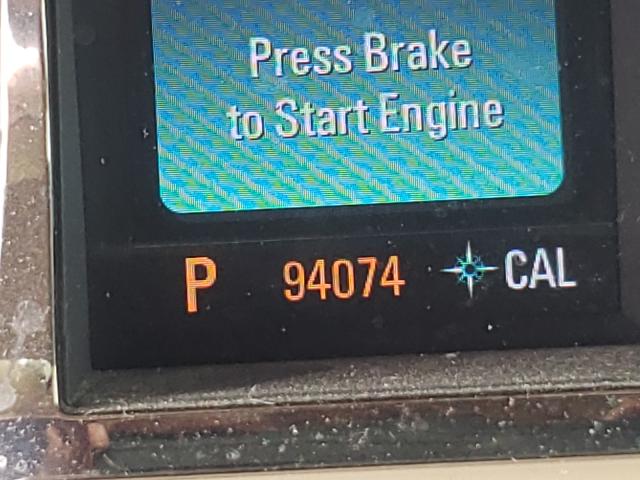 Press Brake
to Start Engine
P 94074 CAL